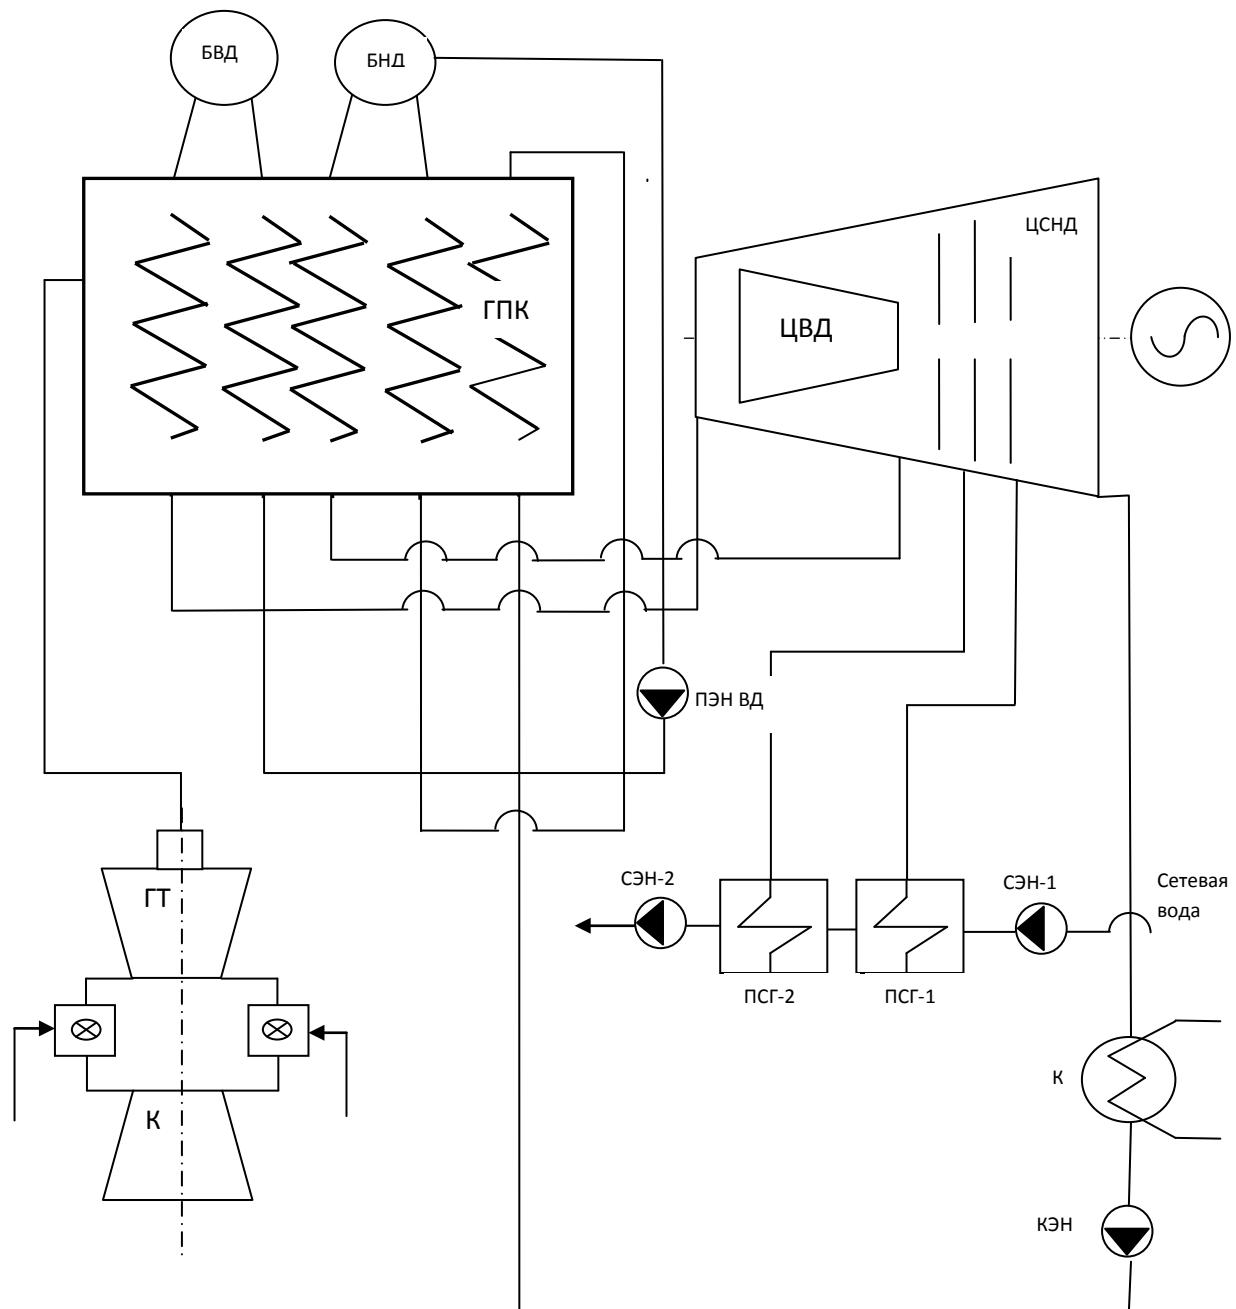 БВД
БНД
ЦСНД
ГПК
ЦВД
ПЭН ВД
СЭН-2
СЭН-1
Сетевая
вода
ГТ
ПСГ-2
ПСГ-1
К
К
КЭН